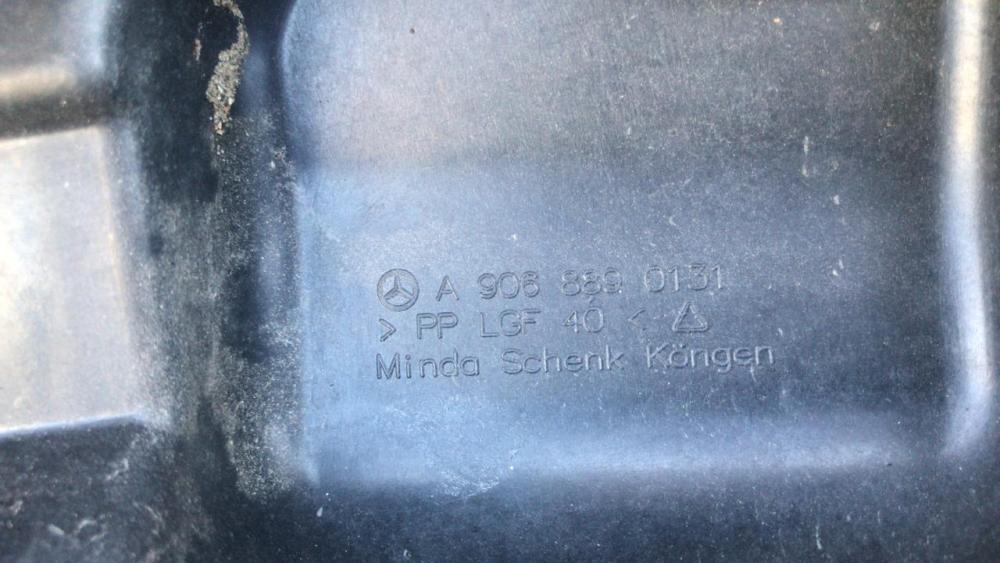 A 906 889 0131
> PP LGF 40 <
Minda Schenk Köngen